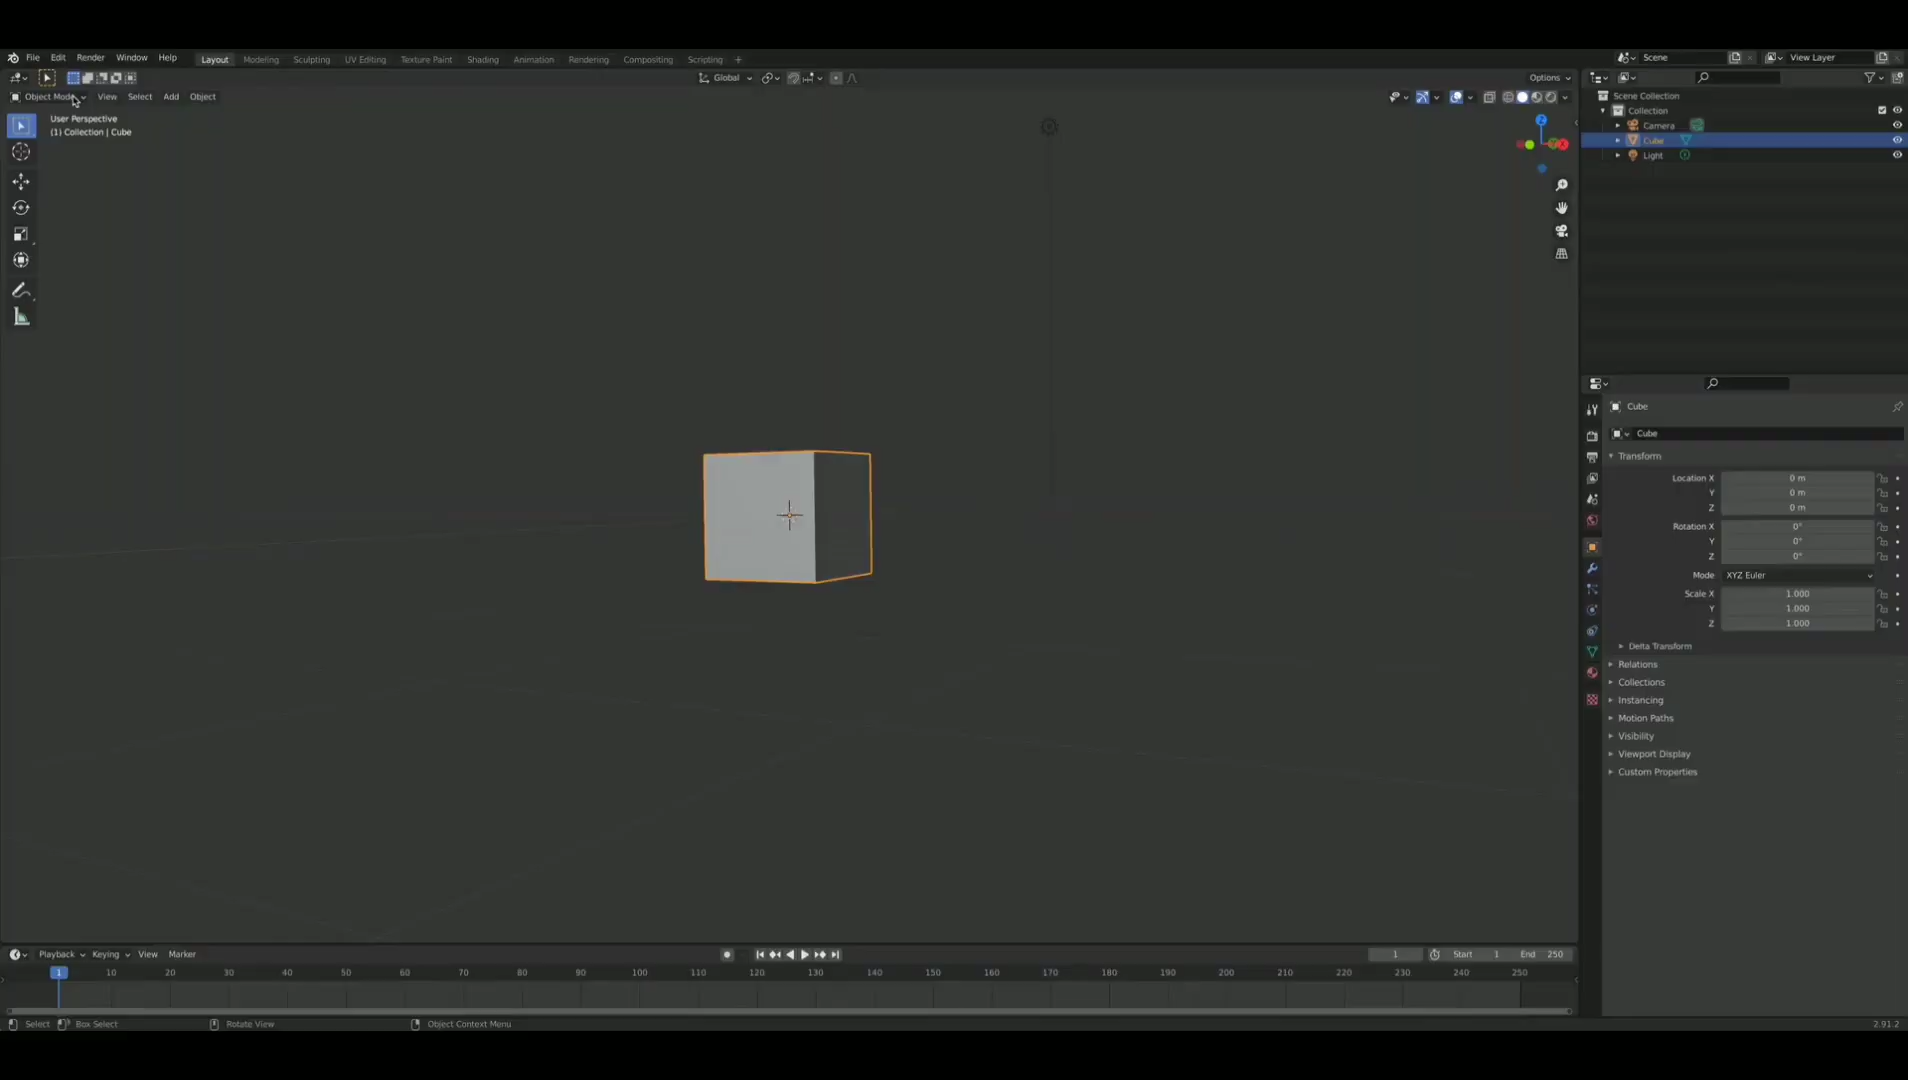 File Edit Render Window Help Layout Modeling Sculpting UV Editing Texture Paint Shading Animation Rendering Compositing Scripting + Scene View Layer
Global Options
Object Mode View Select Add Object
User Perspective
(1) Collection | Cube
Z
X
Scene Collection
Collection
Camera
Cube
Light
Cube
Cube
Transform
Location X 0 m
Y 0 m
Z 0 m
Rotation X 0°
Y 0°
Z 0°
Mode XYZ Euler
Scale X 1.000
Y 1.000
Z 1.000
Delta Transform
Relations
Collections
Instancing
Motion Paths
Visibility
Viewport Display
Custom Properties
Playback Keying View Marker 1 Start 1 End 250
1 10 20 30 40 50 60 70 80 90 100 110 120 130 140 150 160 170 180 190 200 210 220 230 240 250
Select Box Select Rotate View Object Context Menu 2.91.2